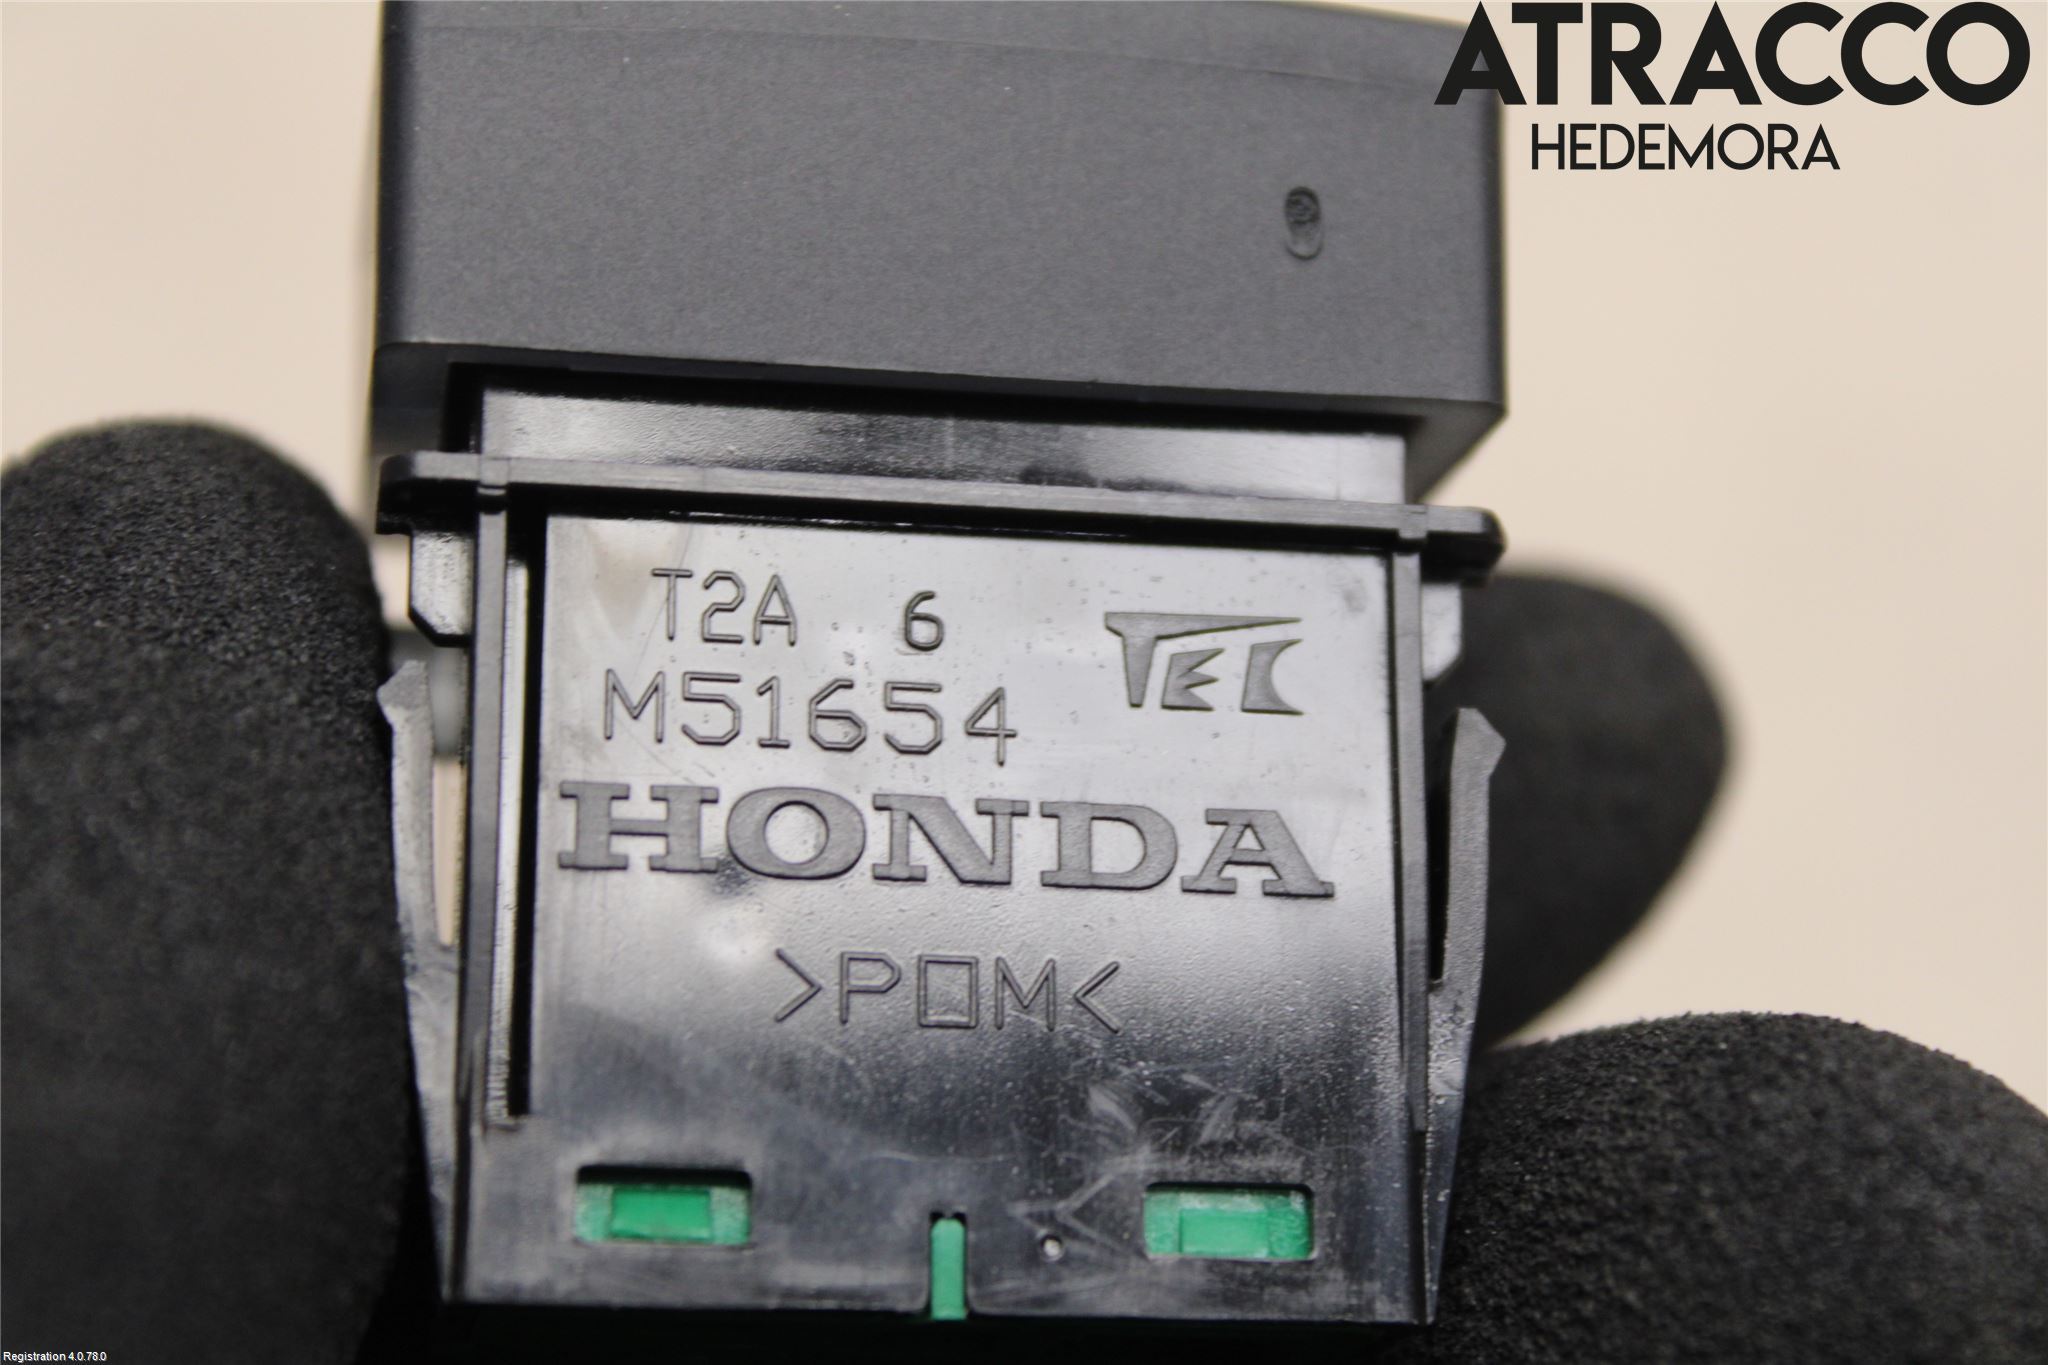 ATRACCO
HEDEMORA
T2A 6
TEC
M51654
HONDA
>POM<
Registration 4.0.78.0